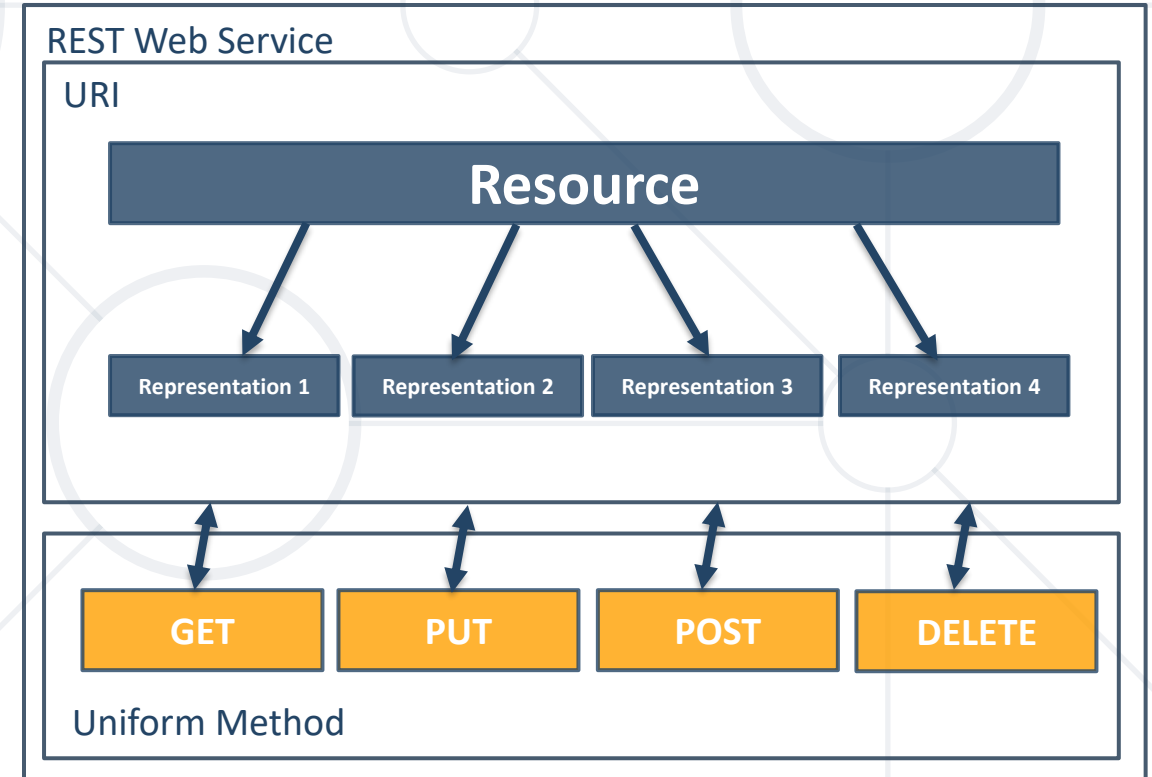 REST Web Service
URI
Resource
Representation 1
Representation 2
Representation 3
Representation 4
GET
PUT
POST
DELETE
Uniform Method